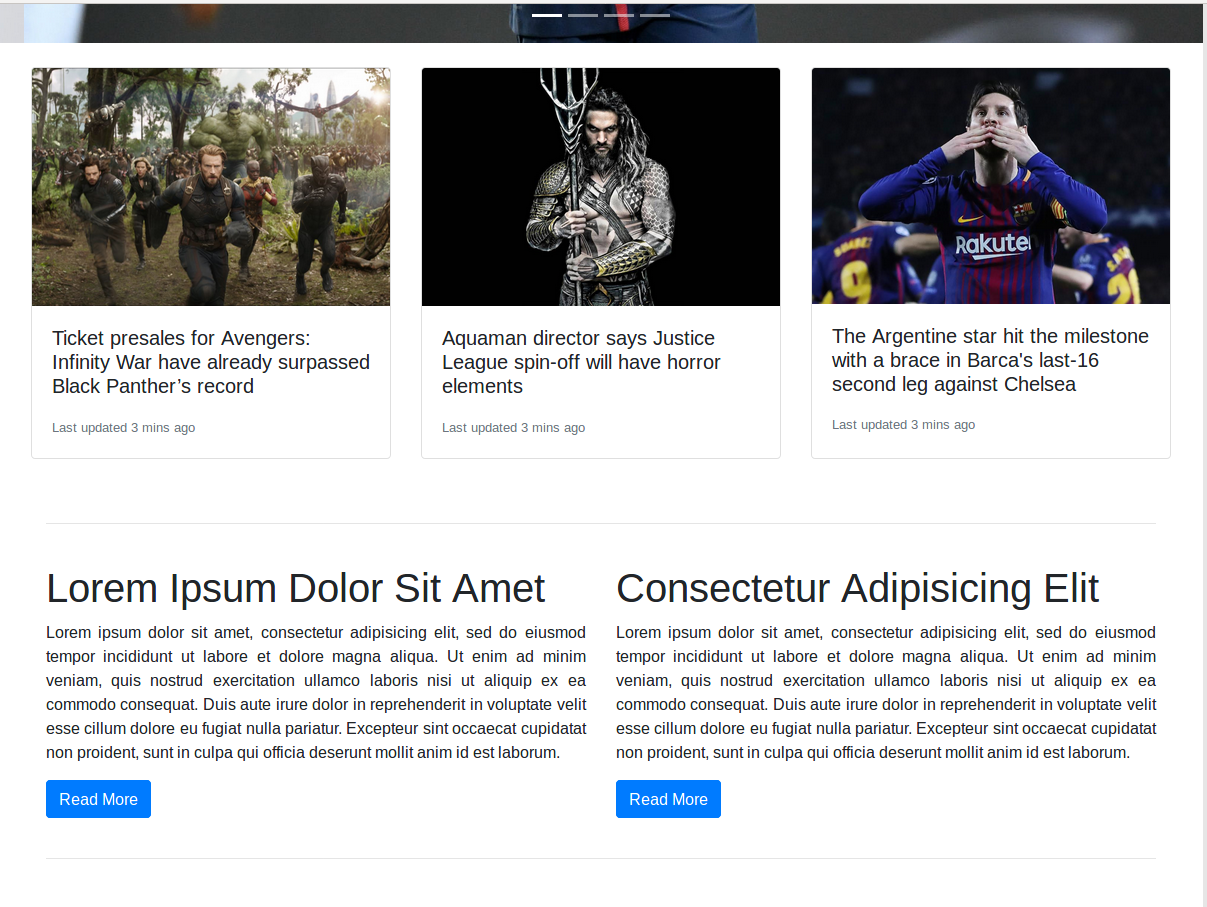 Rakuten
SUAREZ
9
Ticket presales for Avengers:
Infinity War have already surpassed
Black Panther’s record
Last updated 3 mins ago
Aquaman director says Justice
League spin-off will have horror
elements
Last updated 3 mins ago
The Argentine star hit the milestone
with a brace in Barca's last-16
second leg against Chelsea
Last updated 3 mins ago
Lorem Ipsum Dolor Sit Amet
Lorem ipsum dolor sit amet, consectetur adipisicing elit, sed do eiusmod
tempor incididunt ut labore et dolore magna aliqua. Ut enim ad minim
veniam, quis nostrud exercitation ullamco laboris nisi ut aliquip ex ea
commodo consequat. Duis aute irure dolor in reprehenderit in voluptate velit
esse cillum dolore eu fugiat nulla pariatur. Excepteur sint occaecat cupidatat
non proident, sunt in culpa qui officia deserunt mollit anim id est laborum.
Read More
Consectetur Adipisicing Elit
Lorem ipsum dolor sit amet, consectetur adipisicing elit, sed do eiusmod
tempor incididunt ut labore et dolore magna aliqua. Ut enim ad minim
veniam, quis nostrud exercitation ullamco laboris nisi ut aliquip ex ea
commodo consequat. Duis aute irure dolor in reprehenderit in voluptate velit
esse cillum dolore eu fugiat nulla pariatur. Excepteur sint occaecat cupidatat
non proident, sunt in culpa qui officia deserunt mollit anim id est laborum.
Read More